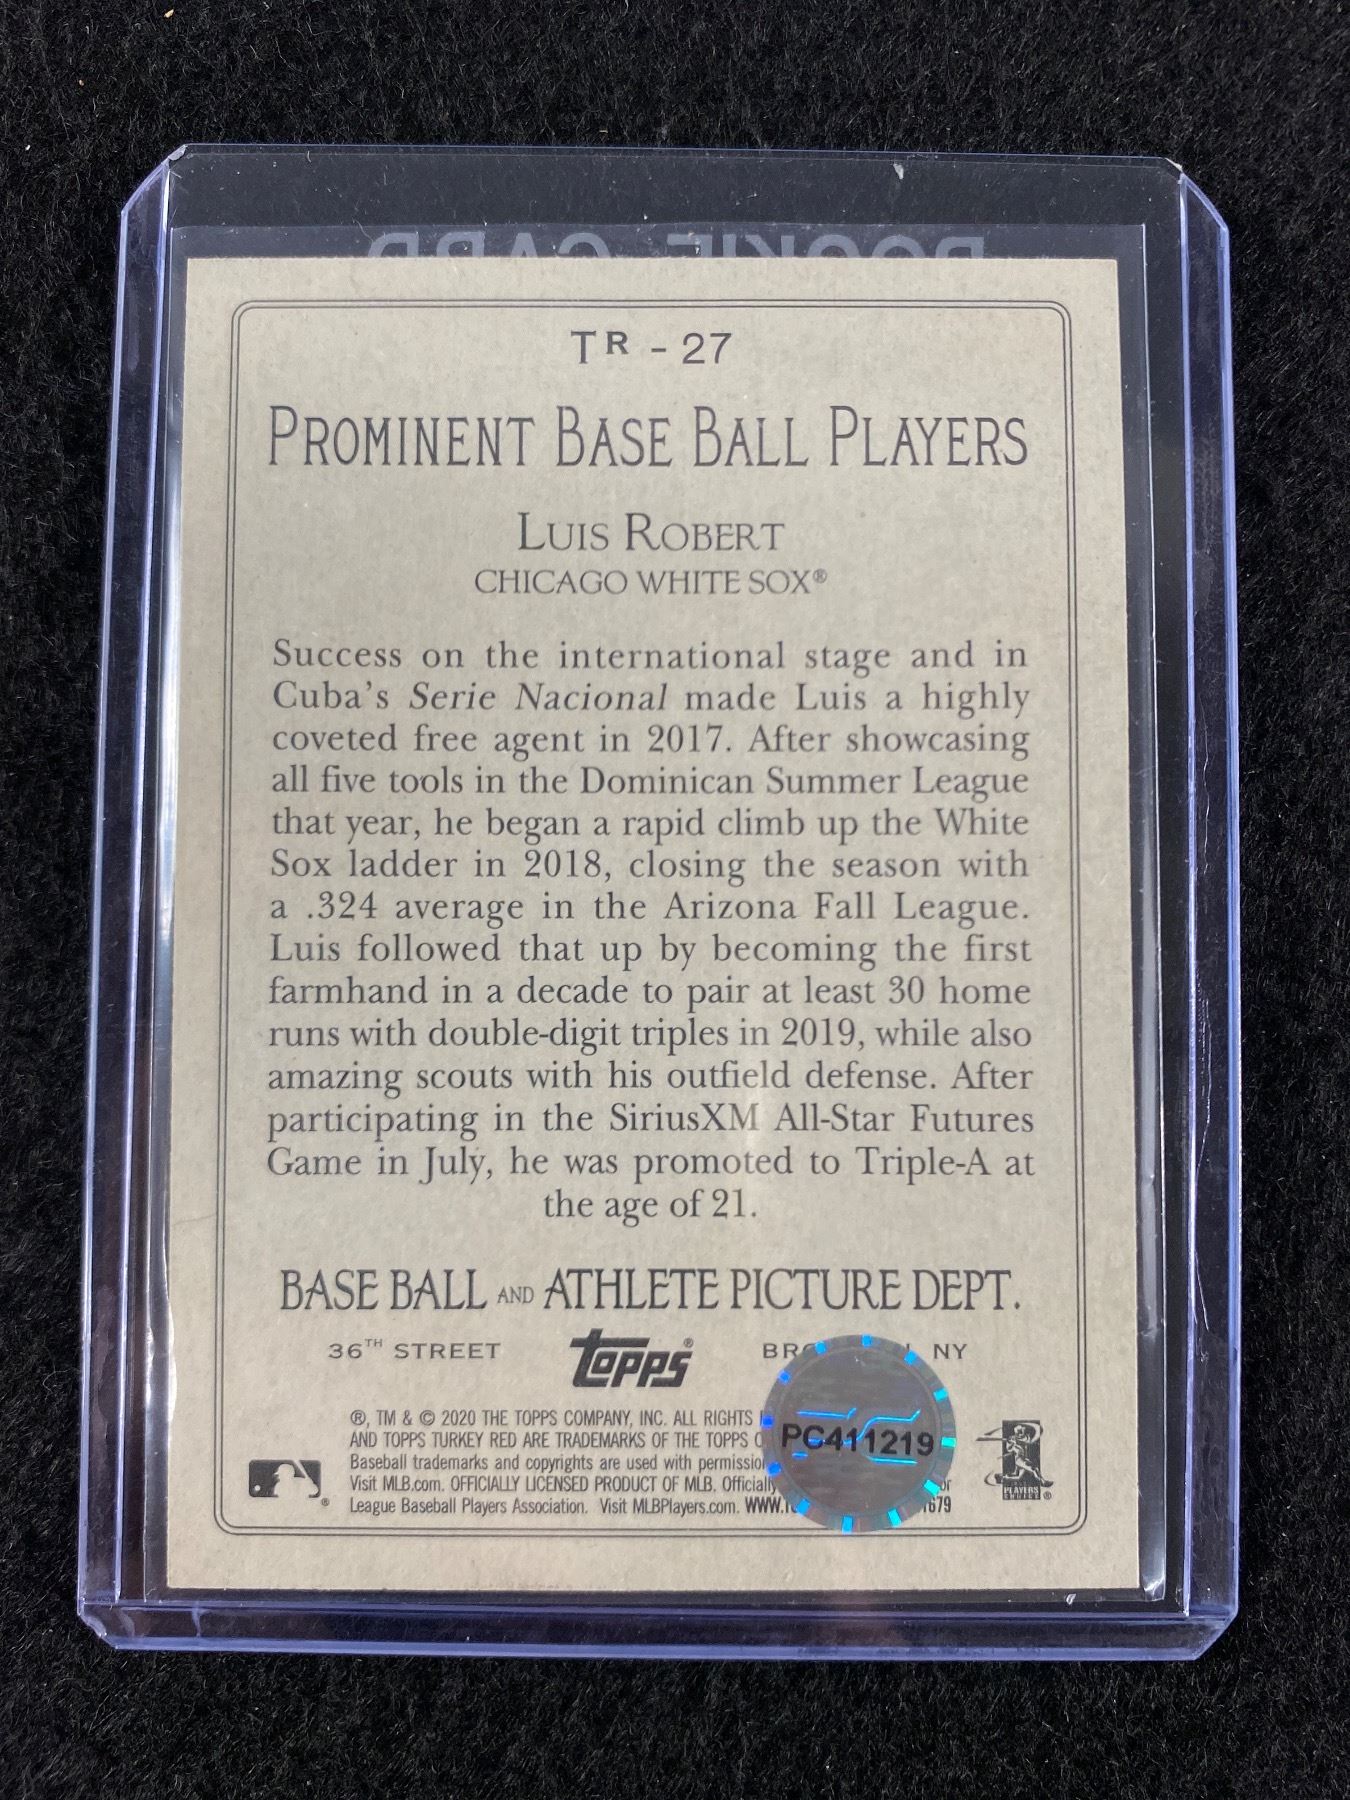 ROOKIE CARD
TR - 27
PROMINENT BASE BALL PLAYERS
LUIS ROBERT
CHICAGO WHITE SOX®
Success on the international stage and in
Cuba's Serie Nacional made Luis a highly
coveted free agent in 2017. After showcasing
all five tools in the Dominican Summer League
that year, he began a rapid climb up the White
Sox ladder in 2018, closing the season with
a .324 average in the Arizona Fall League.
Luis followed that up by becoming the first
farmhand in a decade to pair at least 30 home
runs with double-digit triples in 2019, while also
amazing scouts with his outfield defense. After
participating in the SiriusXM All-Star Futures
Game in July, he was promoted to Triple-A at
the age of 21.
BASE BALL AND ATHLETE PICTURE DEPT.
36TH STREET topps® NY
®, TM & © 2020 THE TOPPS COMPANY, INC. ALL RIGHTS
AND TOPPS TURKEY RED ARE TRADEMARKS OF THE TOPPS
Baseball trademarks and copyrights are used with
Visit MLB.com. OFFICIALLY LICENSED PRODUCT OF MLB. Officially
League Baseball Players Association. Visit MLBPlayers.com.
PC411219
PLAYERS CHOICE ®